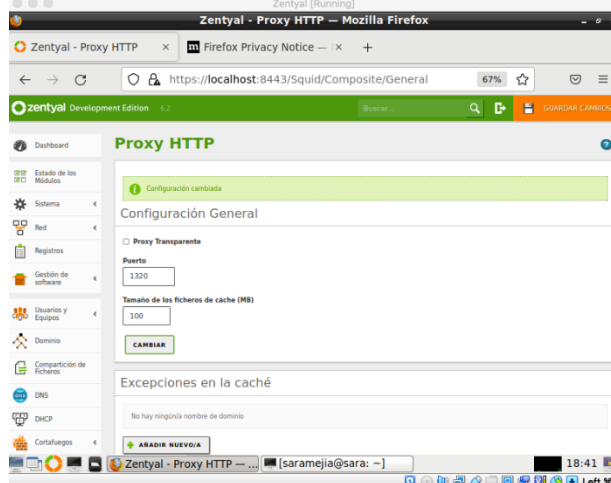 Zentyal [Running]
Zentyal - Proxy HTTP — Mozilla Firefox
Zentyal - Proxy HTTP
Firefox Privacy Notice —
https://localhost:8443/Squid/Composite/General
67%
zentyal Development Edition 6.2
Buscar...
GUARDAR CAMBIOS
Dashboard
Estado de los
Módulos
Sistema
Red
Registros
Gestión de
software
Usuarios y
Equipos
Dominio
Compartición de
Ficheros
DNS
DHCP
Cortafuegos
Proxy HTTP
Configuración cambiada
Configuración General
Proxy Transparente
Puerto
1320
Tamaño de los ficheros de cáche (MB)
100
CAMBIAR
Excepciones en la caché
No hay ningún/a nombre de dominio
AÑADIR NUEVO/A
Zentyal - Proxy HTTP — ...
[saramejia@sara: ~]
18:41
Left ⌘